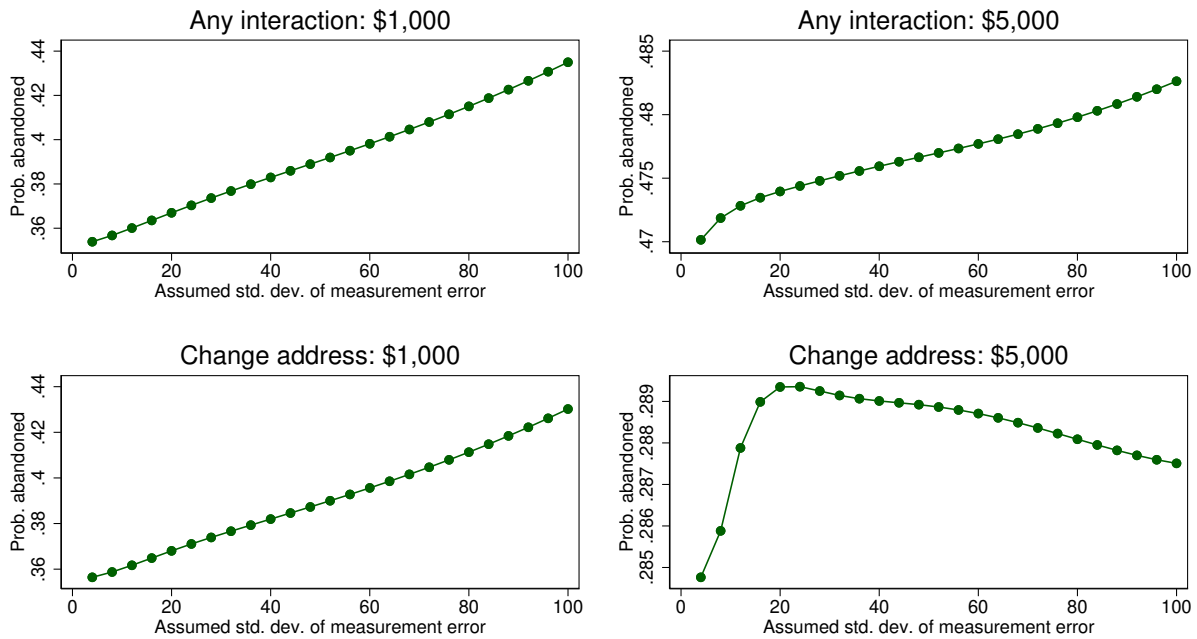 Any interaction: $1,000
Prob. abandoned
.44
.42
.4
.38
.36
0 20 40 60 80 100
Assumed std. dev. of measurement error
Any interaction: $5,000
Prob. abandoned
.485
.48
.475
.47
0 20 40 60 80 100
Assumed std. dev. of measurement error
Change address: $1,000
Prob. abandoned
.44
.42
.4
.38
.36
0 20 40 60 80 100
Assumed std. dev. of measurement error
Change address: $5,000
Prob. abandoned
.289
.288
.287
.286
.285
0 20 40 60 80 100
Assumed std. dev. of measurement error